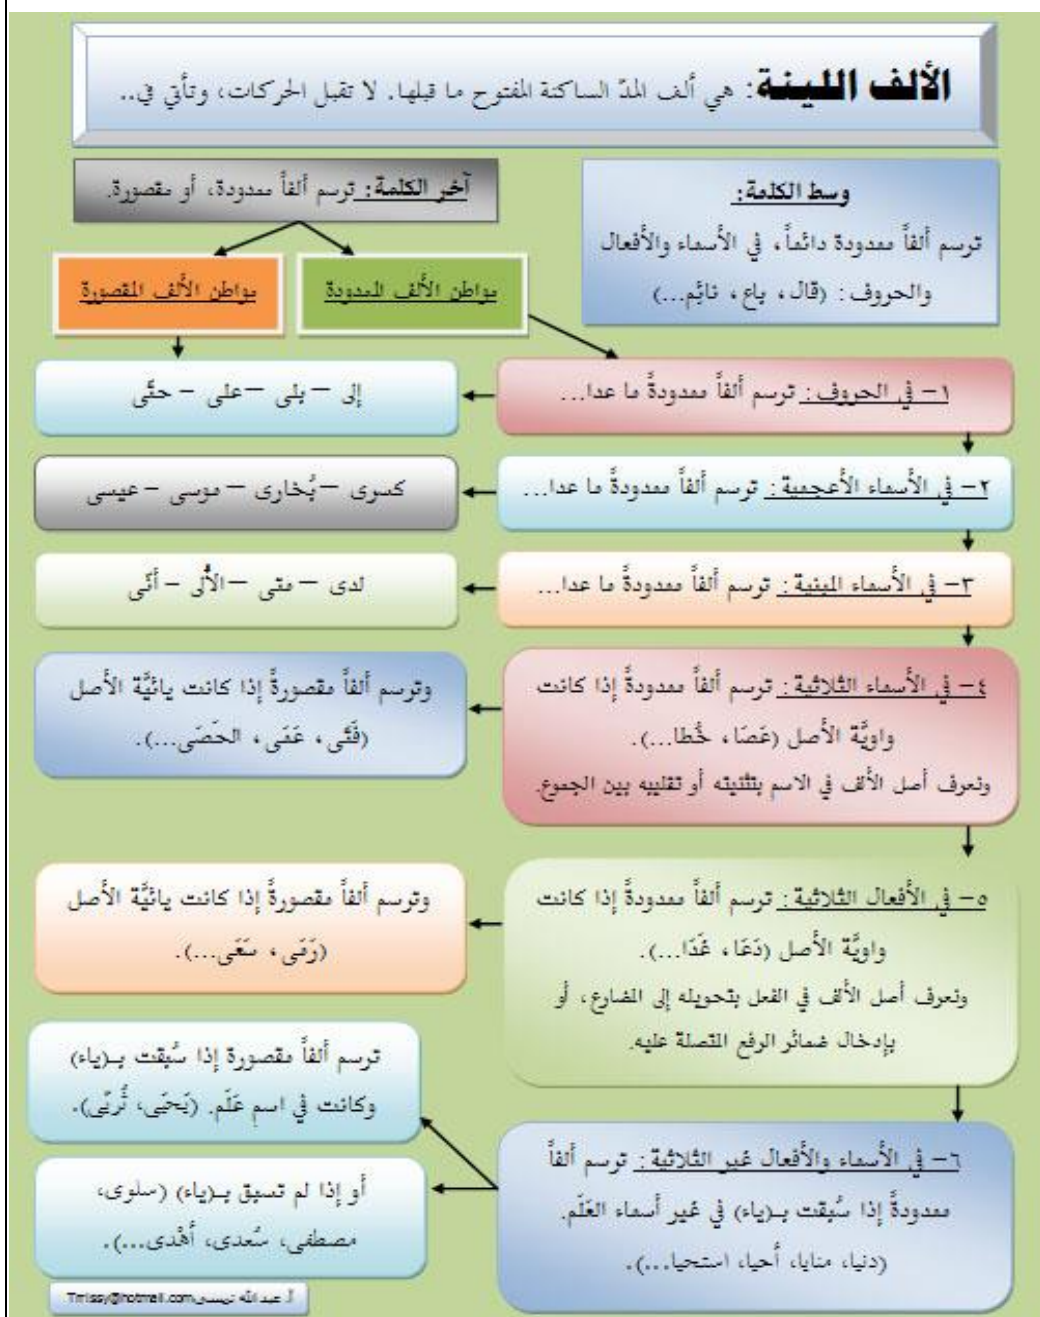 الألف اللينة: هي ألف المدّ الساكنة المفتوح ما قبلها. لا تقبل الحركات، وتأتي في..
وسط الكلمة:
ترسم ألفاً ممدودة دائماً، في الأسماء والأفعال
والحروف: (قال، باع، نائِم...)
آخر الكلمة: ترسم ألفاً ممدودة، أو مقصورة.
مواطن الألف الممدودة
مواطن الألف المقصورة
١- في الحروف: ترسم ألفاً ممدودةً ما عدا...
إلى – بلى – على – حتَّى
٢- في الأسماء الأعجمية: ترسم ألفاً ممدودةً ما عدا...
كسرى – بُخارى – موسى – عيسى
٣- في الأسماء المبنية: ترسم ألفاً ممدودةً ما عدا...
لدى – متى – الأُلى – أنّى
٤- في الأسماء الثلاثية: ترسم ألفاً ممدودةً إذا كانت
واويَّة الأصل (عَصَا، خُطا...).
ونعرف أصل الألف في الاسم بتثنيته أو تقليبه بين الجموع.
وترسم ألفاً مقصورةً إذا كانت يائيَّة الأصل
(فَتَى، عَمَى، الحَصَى...).
٥- في الأفعال الثلاثية: ترسم ألفاً ممدودةً إذا كانت
واويَّة الأصل (دَعَا، غَدَا...).
ونعرف أصل الألف في الفعل بتحويله إلى المضارع، أو
بإدخال ضمائر الرفع المتصلة عليه.
وترسم ألفاً مقصورةً إذا كانت يائيَّة الأصل
(رَمَى، سَعَى...).
٦- في الأسماء والأفعال غير الثلاثية: ترسم ألفاً
ممدودةً إذا سُبقت بـ(ياء) في غير أسماء العَلَم.
(دنيا، منايا، أحيا، استحيا...).
ترسم ألفاً مقصورة إذا سُبقت بـ(ياء)
وكانت في اسمِ عَلَم. (يَحيَى، ثُريّى).
أو إذا لم تسبق بـ(ياء) (سلوى،
مصطفى، سُعدى، أهْدى...).
أ. عبد الله تريسي Trrissy@hotmail.com